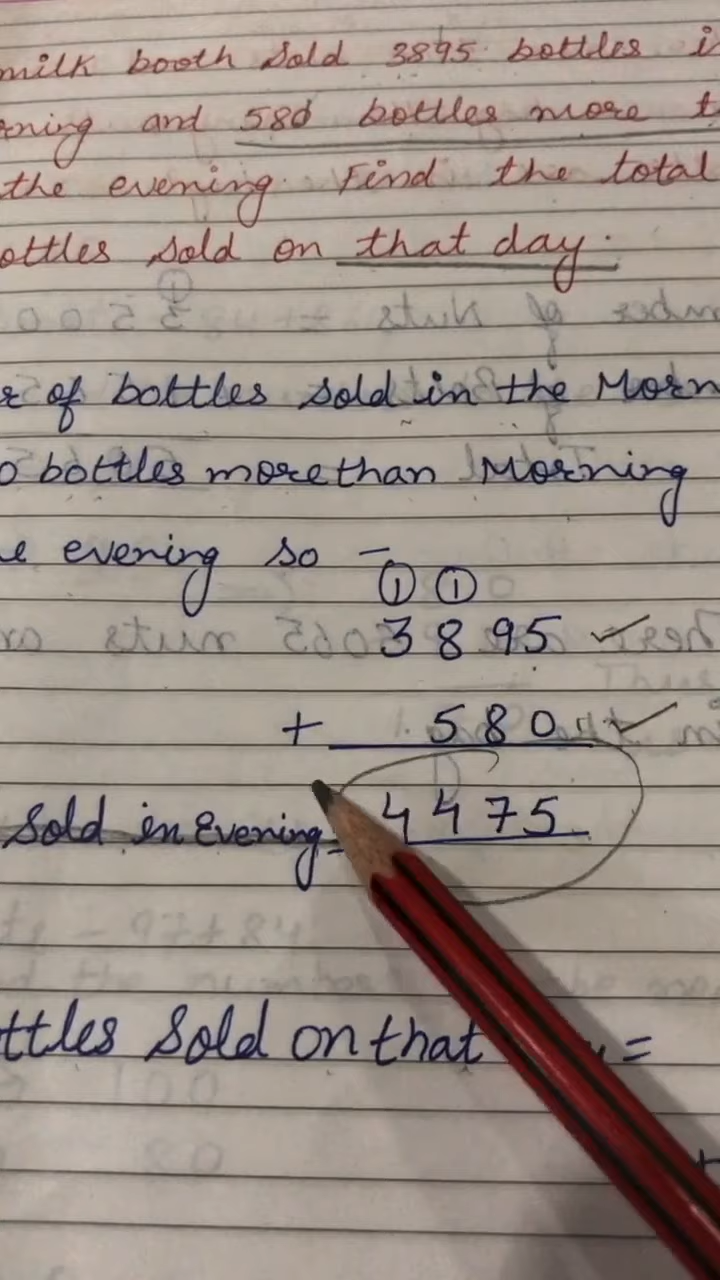 milk booth sold 3895 bottles i
rning and 580 bottles more t
the evening. Find the total
ottles sold on that day.
r of bottles sold in the Morn
0 bottles more than Morning
e evening so —
1 1
3895
+ 580
Sold in Evening = 4475
ttles Sold on that =